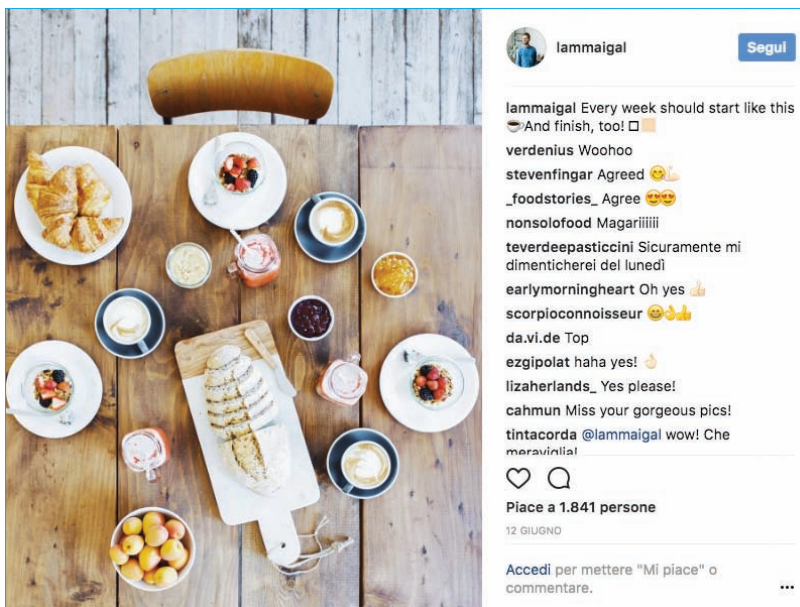 lammaigal
Segui
lammaigal Every week should start like this
☕And finish, too! □🏼
verdenius Woohoo
stevenfingar Agreed 😋💪🏻
_foodstories_ Agree 😍😍
nonsolofood Magariiiiii
teverdeepasticcini Sicuramente mi
dimenticherei del lunedì
earlymorningheart Oh yes 👍🏻
scorpioconnoisseur 😀👌👍
da.vi.de Top
ezgipolat haha yes! 👌🏻
lizaherlands_ Yes please!
cahmun Miss your gorgeous pics!
tintacorda @lammaigal wow! Che
meraviglia!
Piace a 1.841 persone
12 GIUGNO
Accedi per mettere "Mi piace" o
commentare.